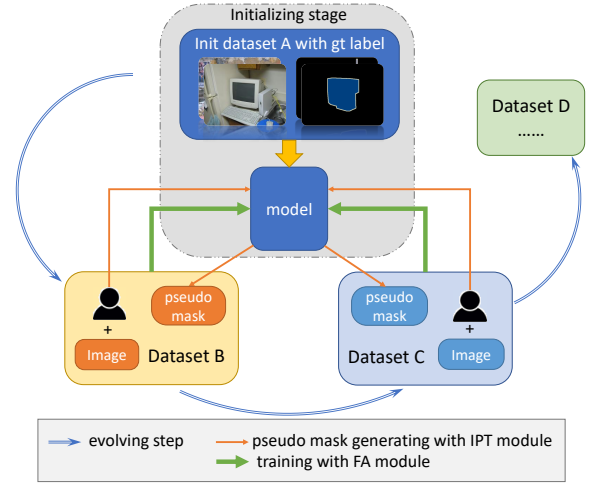 Initializing stage
Init dataset A with gt label
Dataset D
......
model
pseudo
mask
+
Image
Dataset B
pseudo
mask
+
Dataset C
Image
evolving step
pseudo mask generating with IPT module
training with FA module